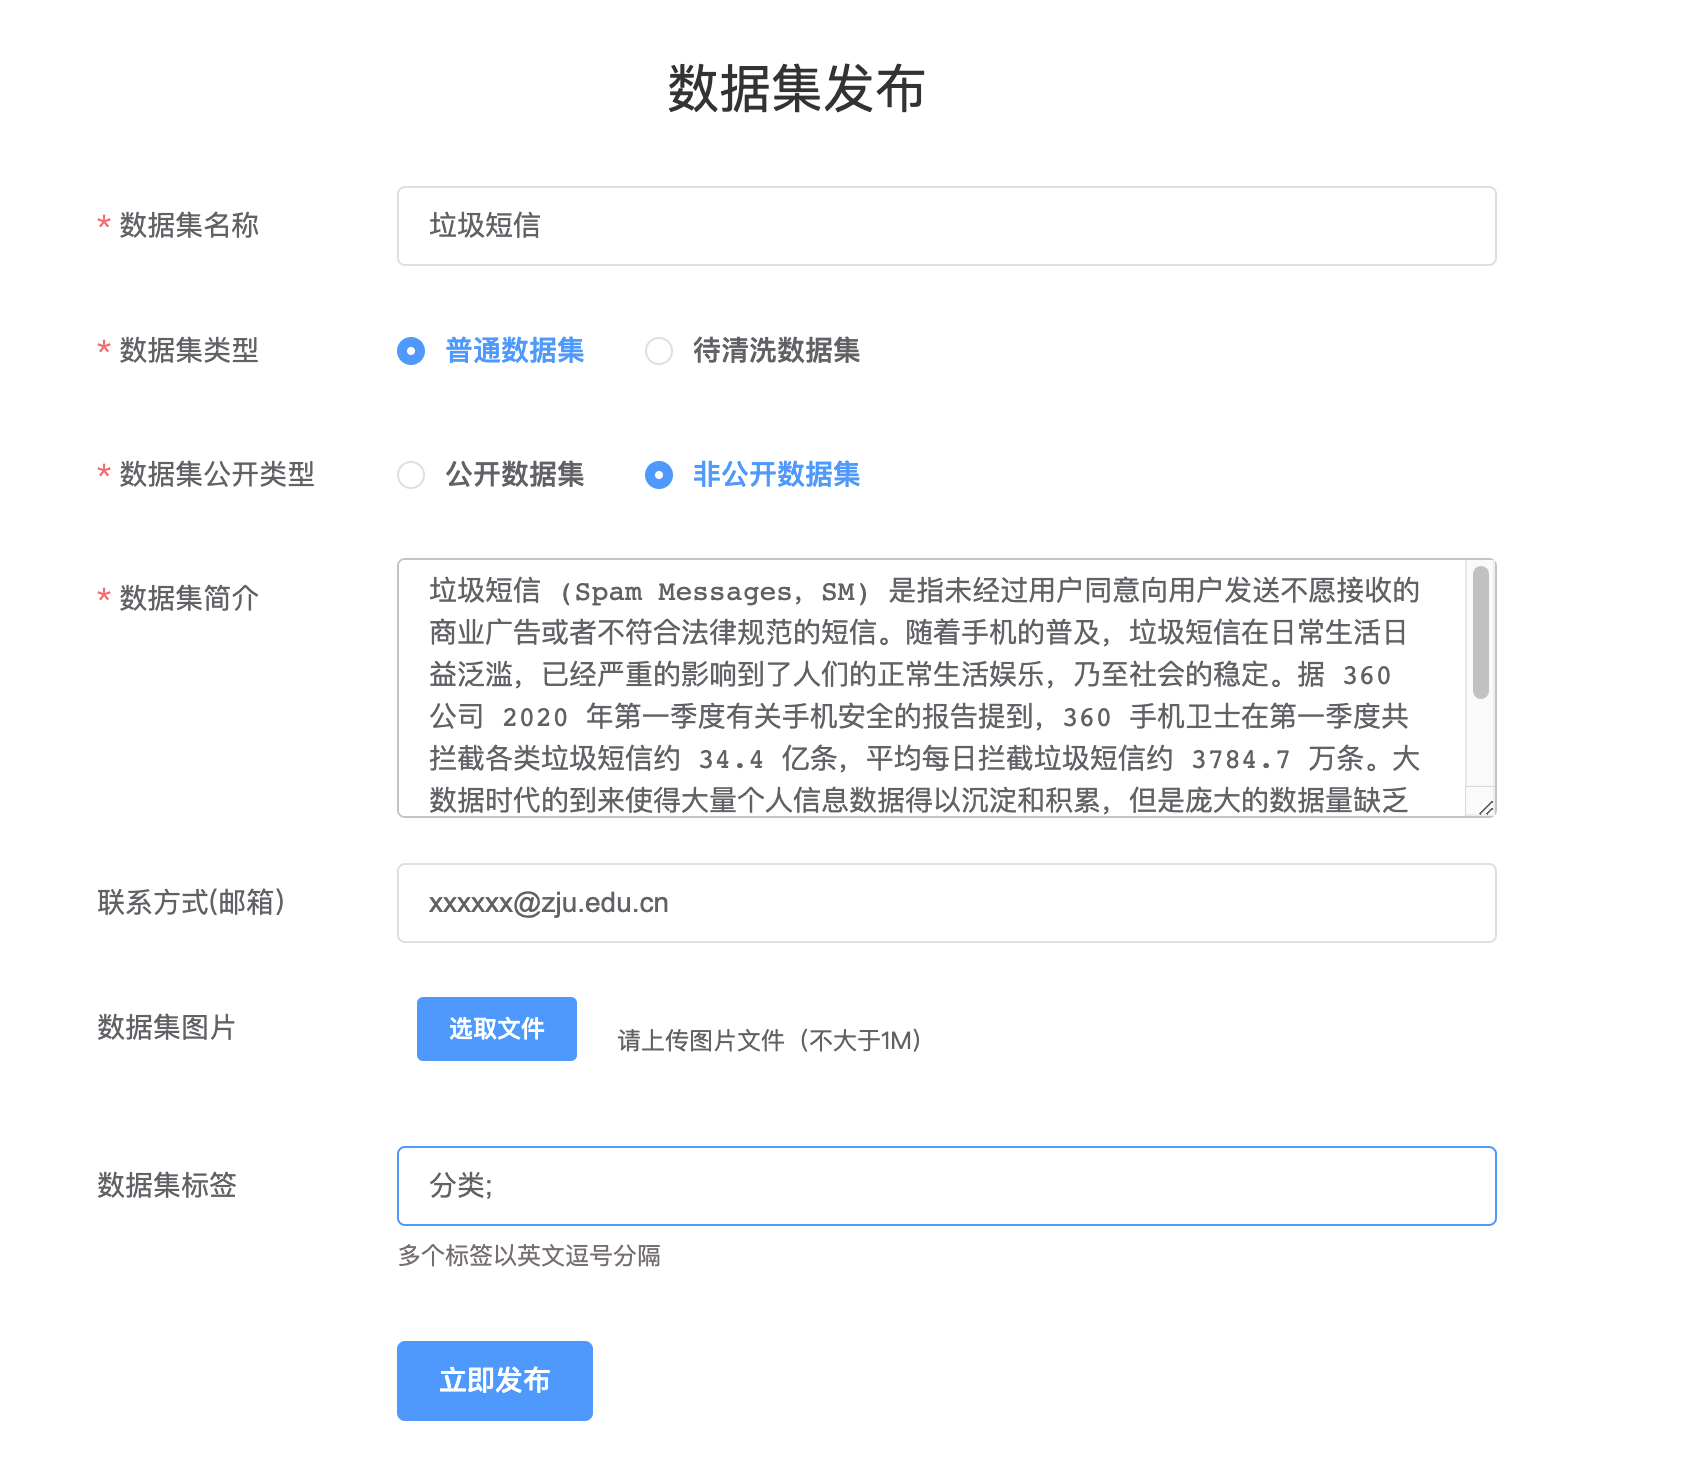 数据集发布
* 数据集名称
垃圾短信
* 数据集类型
普通数据集 待清洗数据集
* 数据集公开类型
公开数据集 非公开数据集
* 数据集简介
垃圾短信 (Spam Messages, SM) 是指未经过用户同意向用户发送不愿接收的
商业广告或者不符合法律规范的短信。随着手机的普及，垃圾短信在日常生活日
益泛滥，已经严重的影响到了人们的正常生活娱乐，乃至社会的稳定。据 360
公司 2020 年第一季度有关手机安全的报告提到，360 手机卫士在第一季度共
拦截各类垃圾短信约 34.4 亿条，平均每日拦截垃圾短信约 3784.7 万条。大
数据时代的到来使得大量个人信息数据得以沉淀和积累，但是庞大的数据量缺乏
联系方式(邮箱)
xxxxxx@zju.edu.cn
数据集图片
选取文件 请上传图片文件（不大于1M）
数据集标签
分类;
多个标签以英文逗号分隔
立即发布